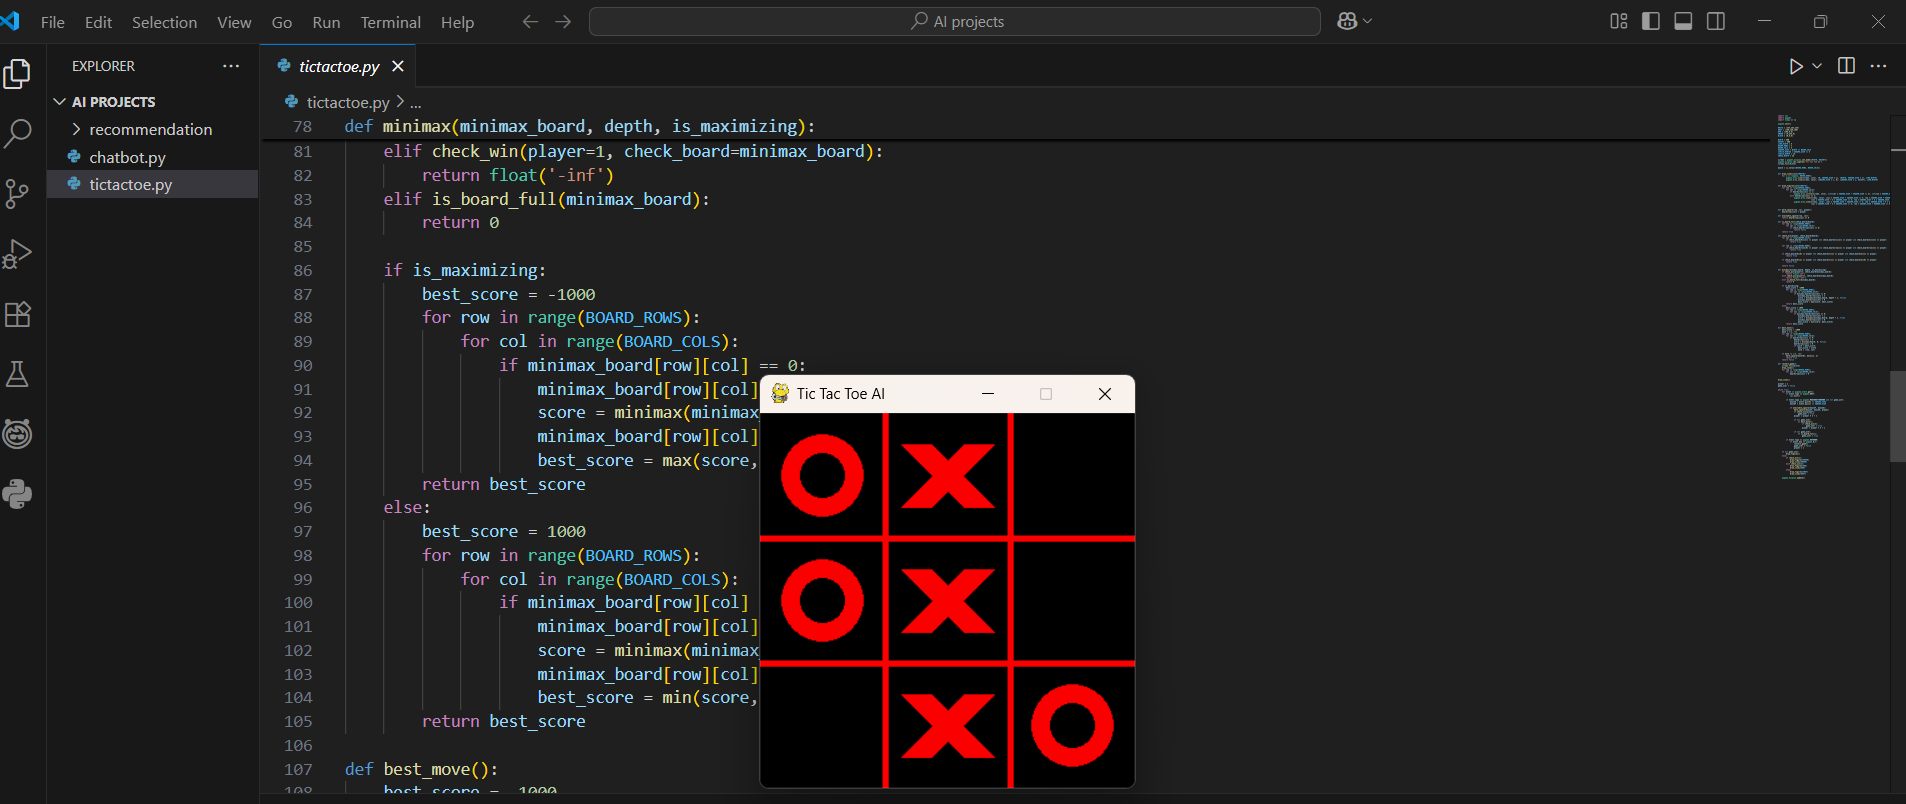 File Edit Selection View Go Run Terminal Help
AI projects
EXPLORER
AI PROJECTS
recommendation
chatbot.py
tictactoe.py
tictactoe.py
tictactoe.py > ...
78 def minimax(minimax_board, depth, is_maximizing):
81 elif check_win(player=1, check_board=minimax_board):
82 return float('-inf')
83 elif is_board_full(minimax_board):
84 return 0
85
86 if is_maximizing:
87 best_score = -1000
88 for row in range(BOARD_ROWS):
89 for col in range(BOARD_COLS):
90 if minimax_board[row][col] == 0:
91 minimax_board[row][col]
92 score = minimax(minimax
93 minimax_board[row][col]
94 best_score = max(score,
95 return best_score
96 else:
97 best_score = 1000
98 for row in range(BOARD_ROWS):
99 for col in range(BOARD_COLS):
100 if minimax_board[row][col]
101 minimax_board[row][col]
102 score = minimax(minimax
103 minimax_board[row][col]
104 best_score = min(score,
105 return best_score
106
107 def best_move():
108 best_score = -1000
Tic Tac Toe AI
O X
O X
X O